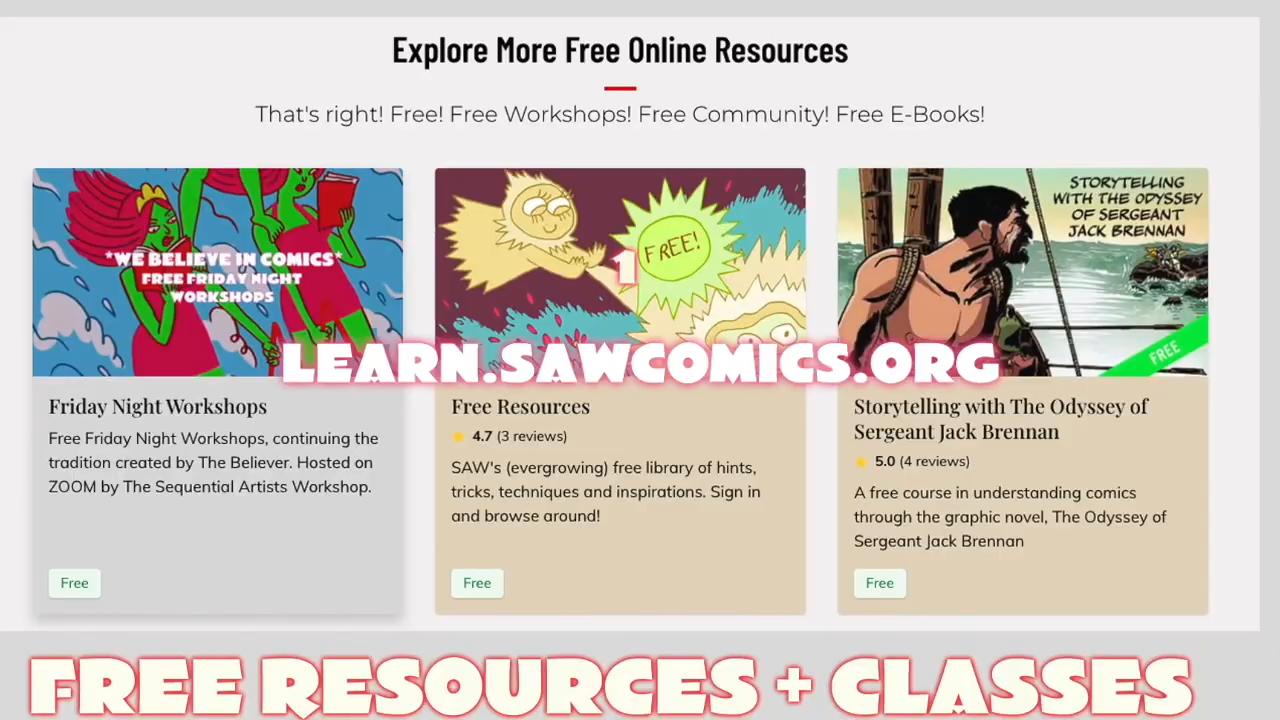 Explore More Free Online Resources
That's right! Free! Free Workshops! Free Community! Free E-Books!
*WE BELIEVE IN COMICS*
FREE FRIDAY NIGHT
WORKSHOPS
FREE!
1
STORYTELLING
WITH THE ODYSSEY
OF SERGEANT
JACK BRENNAN
FREE
LEARN.SAWCOMICS.ORG
Friday Night Workshops
Free Friday Night Workshops, continuing the
tradition created by The Believer. Hosted on
ZOOM by The Sequential Artists Workshop.
Free
Free Resources
4.7 (3 reviews)
SAW's (evergrowing) free library of hints,
tricks, techniques and inspirations. Sign in
and browse around!
Free
Storytelling with The Odyssey of
Sergeant Jack Brennan
5.0 (4 reviews)
A free course in understanding comics
through the graphic novel, The Odyssey of
Sergeant Jack Brennan
Free
FREE RESOURCES + CLASSES